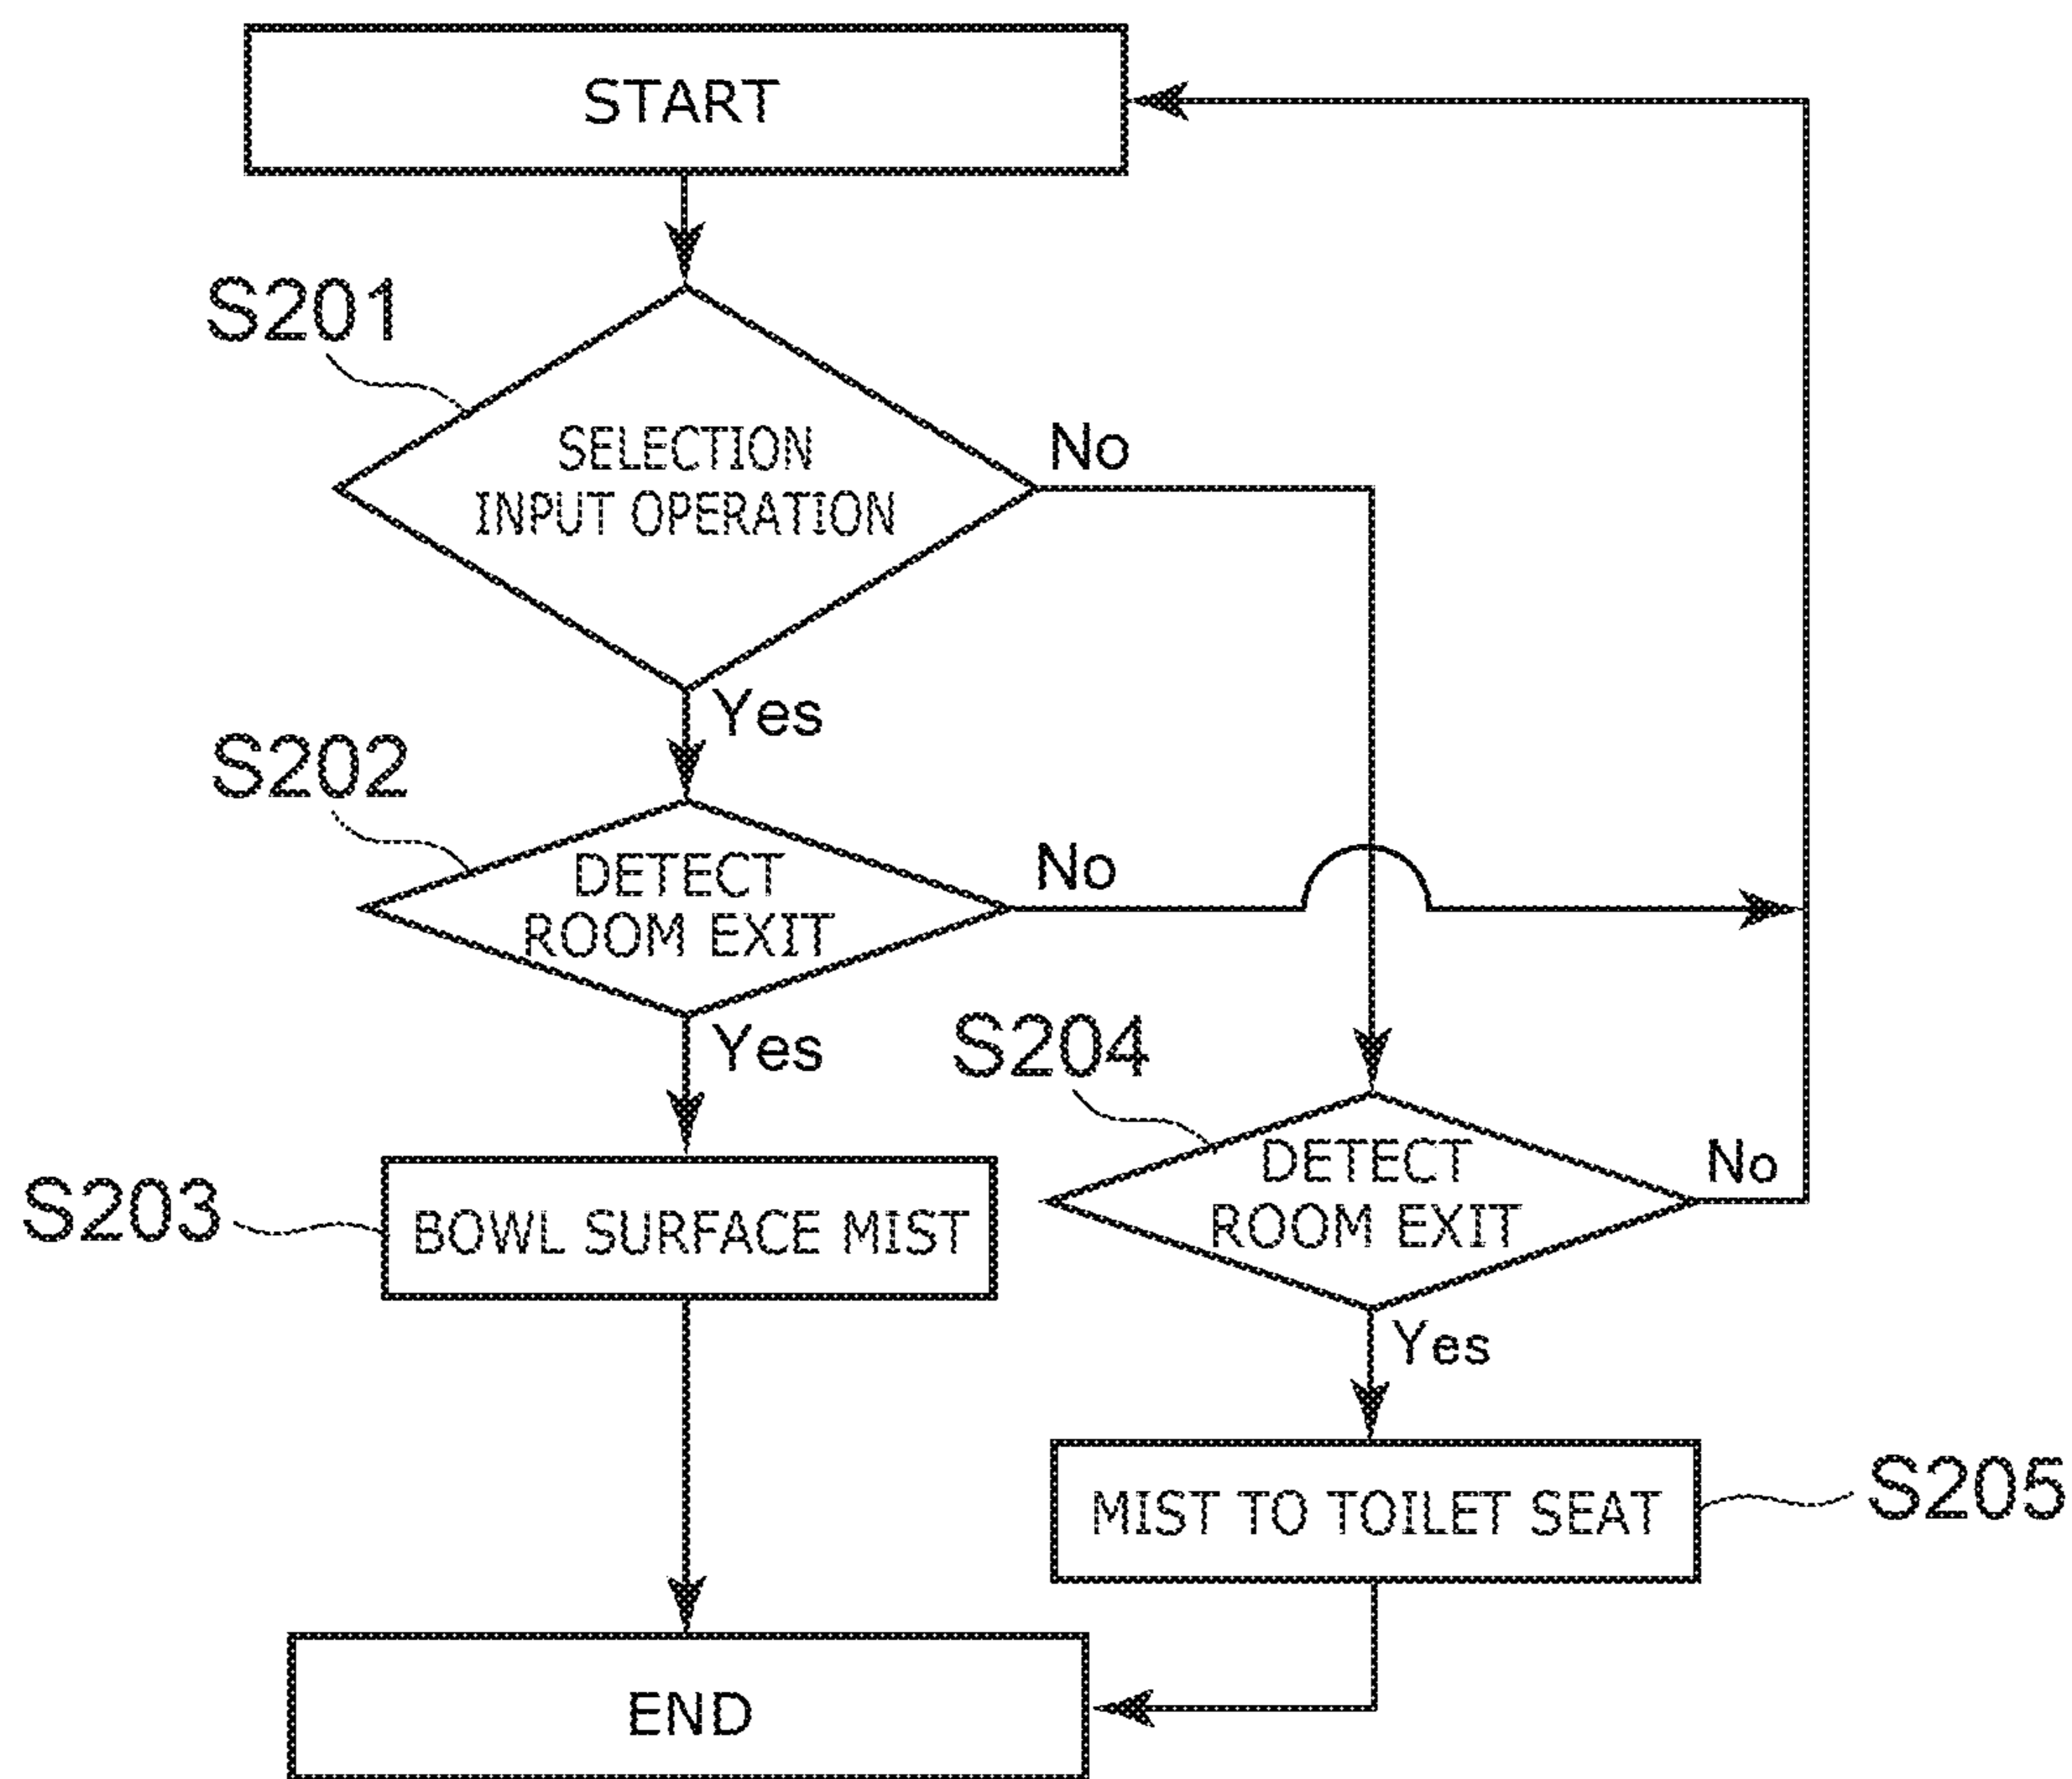 START
S201
SELECTION
INPUT OPERATION
No
Yes
S202
DETECT
ROOM EXIT
No
Yes
S204
DETECT
ROOM EXIT
No
S203
BOWL SURFACE MIST
Yes
MIST TO TOILET SEAT
S205
END